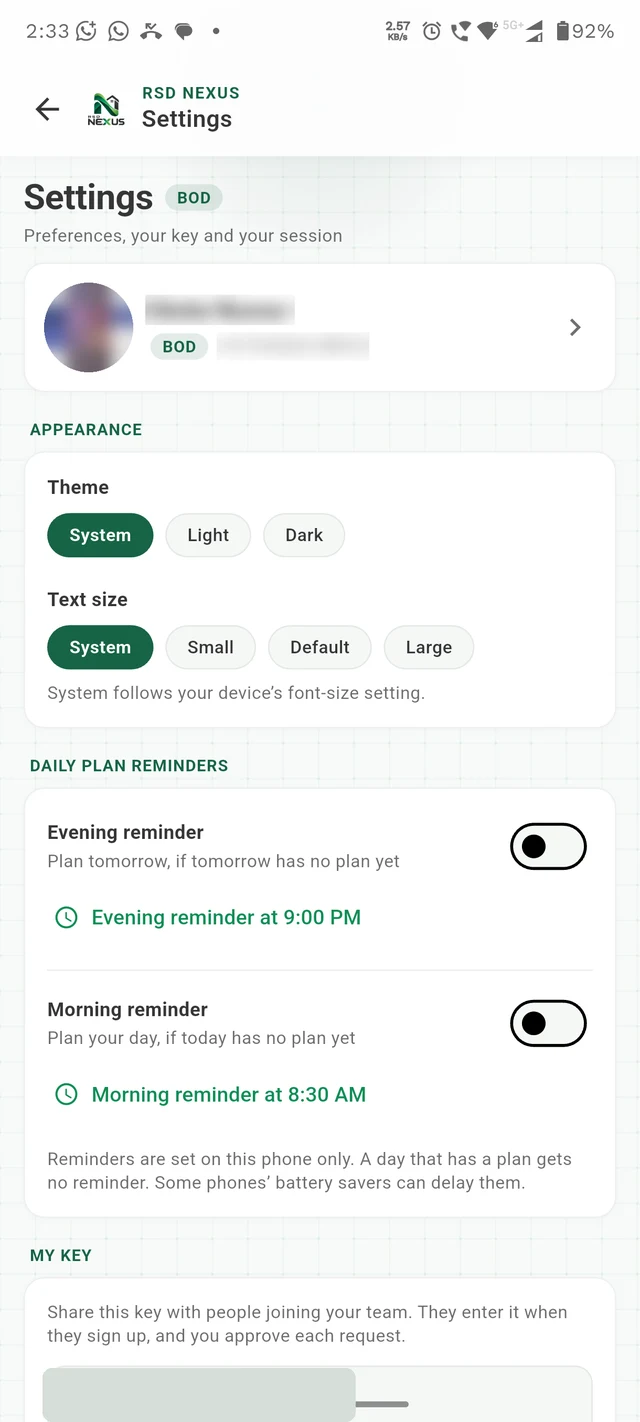 2:33
2.57 KB/s 6 5G+ 92%
RSD NEXUS
RSD NEXUS
Settings
Settings BOD
Preferences, your key and your session
BOD
APPEARANCE
Theme
System Light Dark
Text size
System Small Default Large
System follows your device’s font-size setting.
DAILY PLAN REMINDERS
Evening reminder
Plan tomorrow, if tomorrow has no plan yet
Evening reminder at 9:00 PM
Morning reminder
Plan your day, if today has no plan yet
Morning reminder at 8:30 AM
Reminders are set on this phone only. A day that has a plan gets
no reminder. Some phones’ battery savers can delay them.
MY KEY
Share this key with people joining your team. They enter it when
they sign up, and you approve each request.